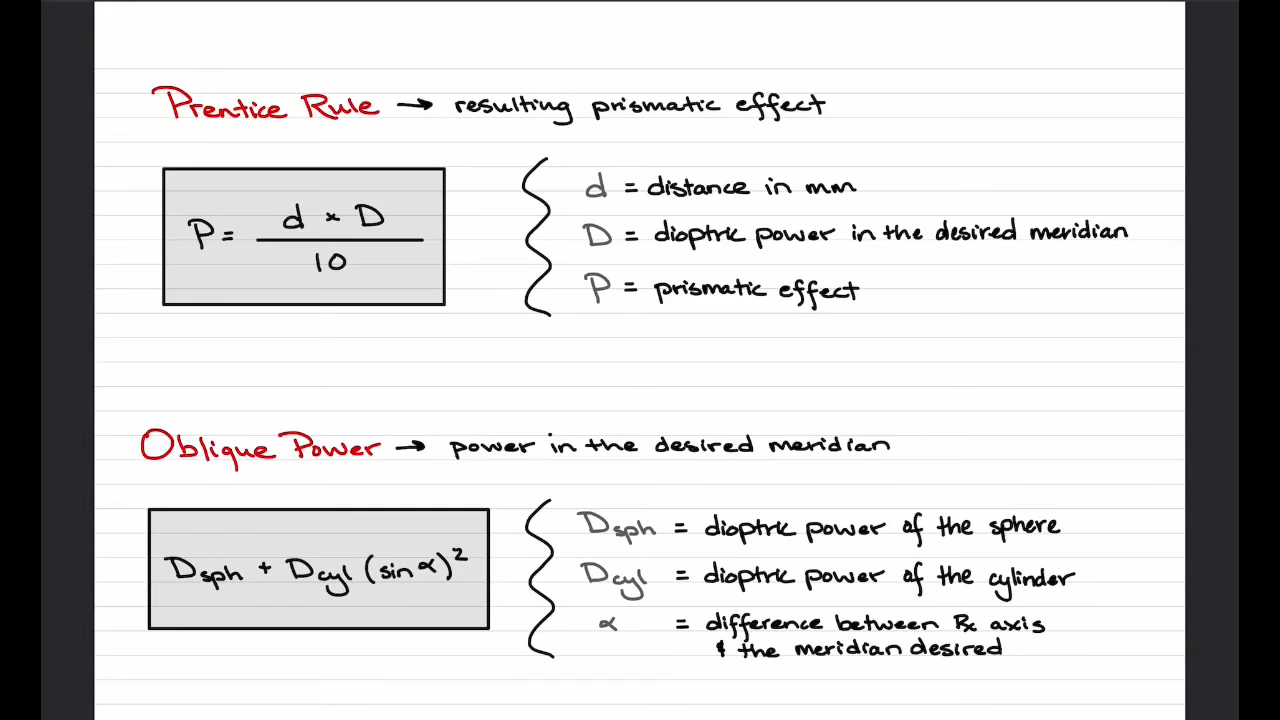 Prentice Rule → resulting prismatic effect
P = d × D / 10
d = distance in mm
D = dioptric power in the desired meridian
P = prismatic effect
Oblique Power → power in the desired meridian
Dsph + Dcyl (sin α)²
Dsph = dioptric power of the sphere
Dcyl = dioptric power of the cylinder
α = difference between Rx axis
& the meridian desired